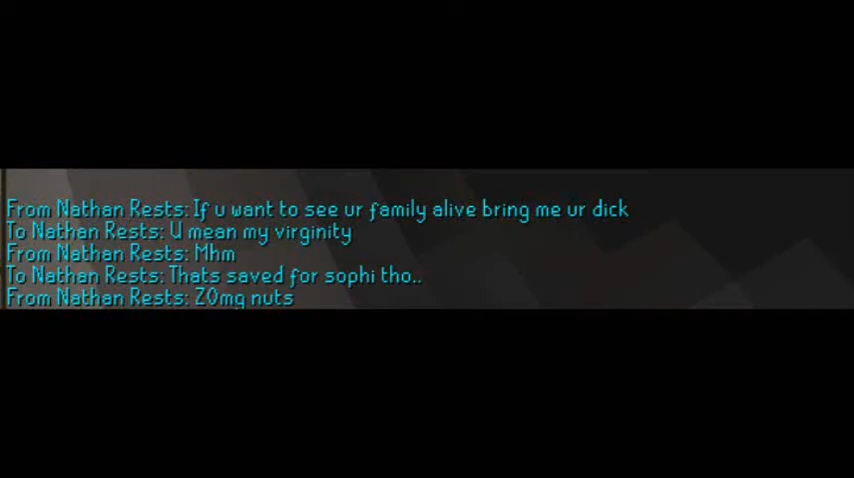 From Nathan Rests: If u want to see ur family alive bring me ur dick
To Nathan Rests: U mean my virginity
From Nathan Rests: Mhm
To Nathan Rests: Thats saved for sophi tho..
From Nathan Rests: Z0mg nuts